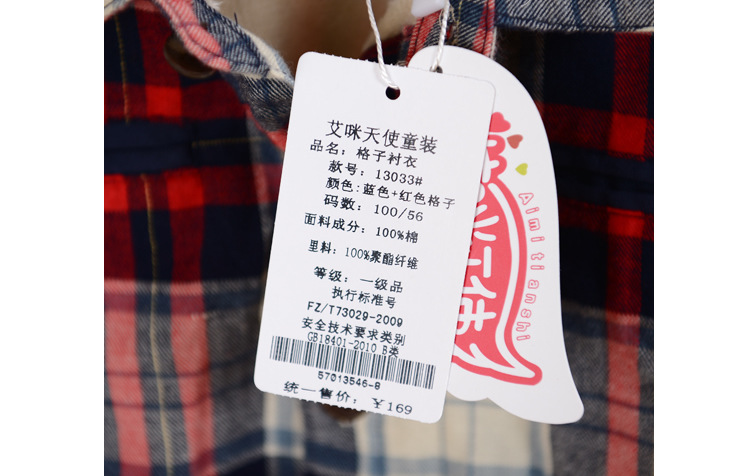 艾咪天使童装
品名：格子衬衣
款号：13033#
颜色:蓝色+红色格子
码数：100/56
面料成分：100%棉
里料：100%聚酯纤维
等级：一级品
执行标准号
FZ/T73029-2009
安全技术要求类别
GB18401-2010 B类
57013546-8
统一售价：¥169
Aimitianshi